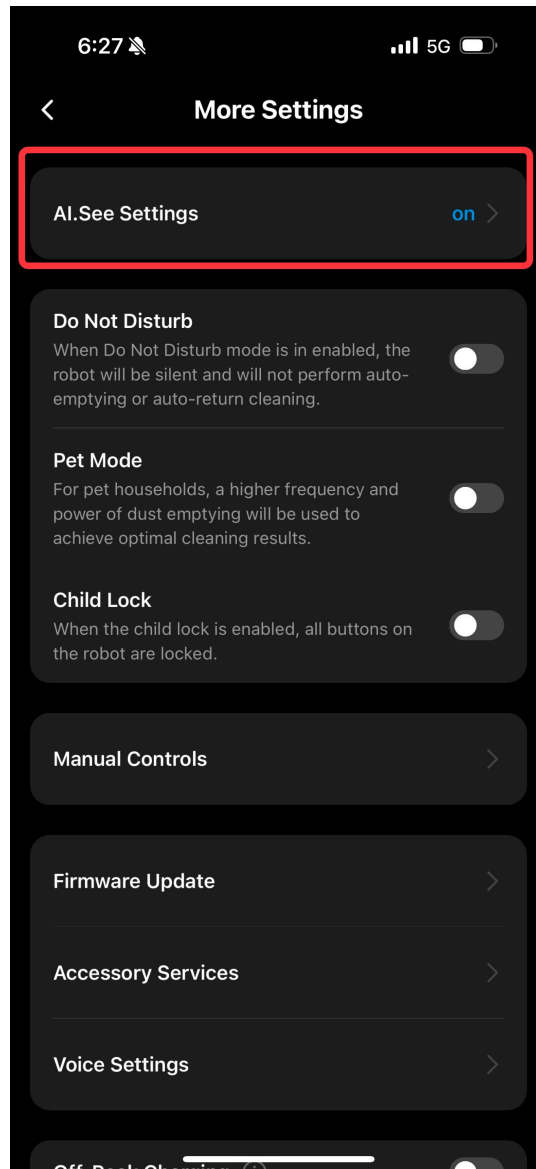 6:27
5G
More Settings
AI.See Settings
on
Do Not Disturb
When Do Not Disturb mode is in enabled, the
robot will be silent and will not perform auto-
emptying or auto-return cleaning.
Pet Mode
For pet households, a higher frequency and
power of dust emptying will be used to
achieve optimal cleaning results.
Child Lock
When the child lock is enabled, all buttons on
the robot are locked.
Manual Controls
Firmware Update
Accessory Services
Voice Settings
Off-Peak Charging